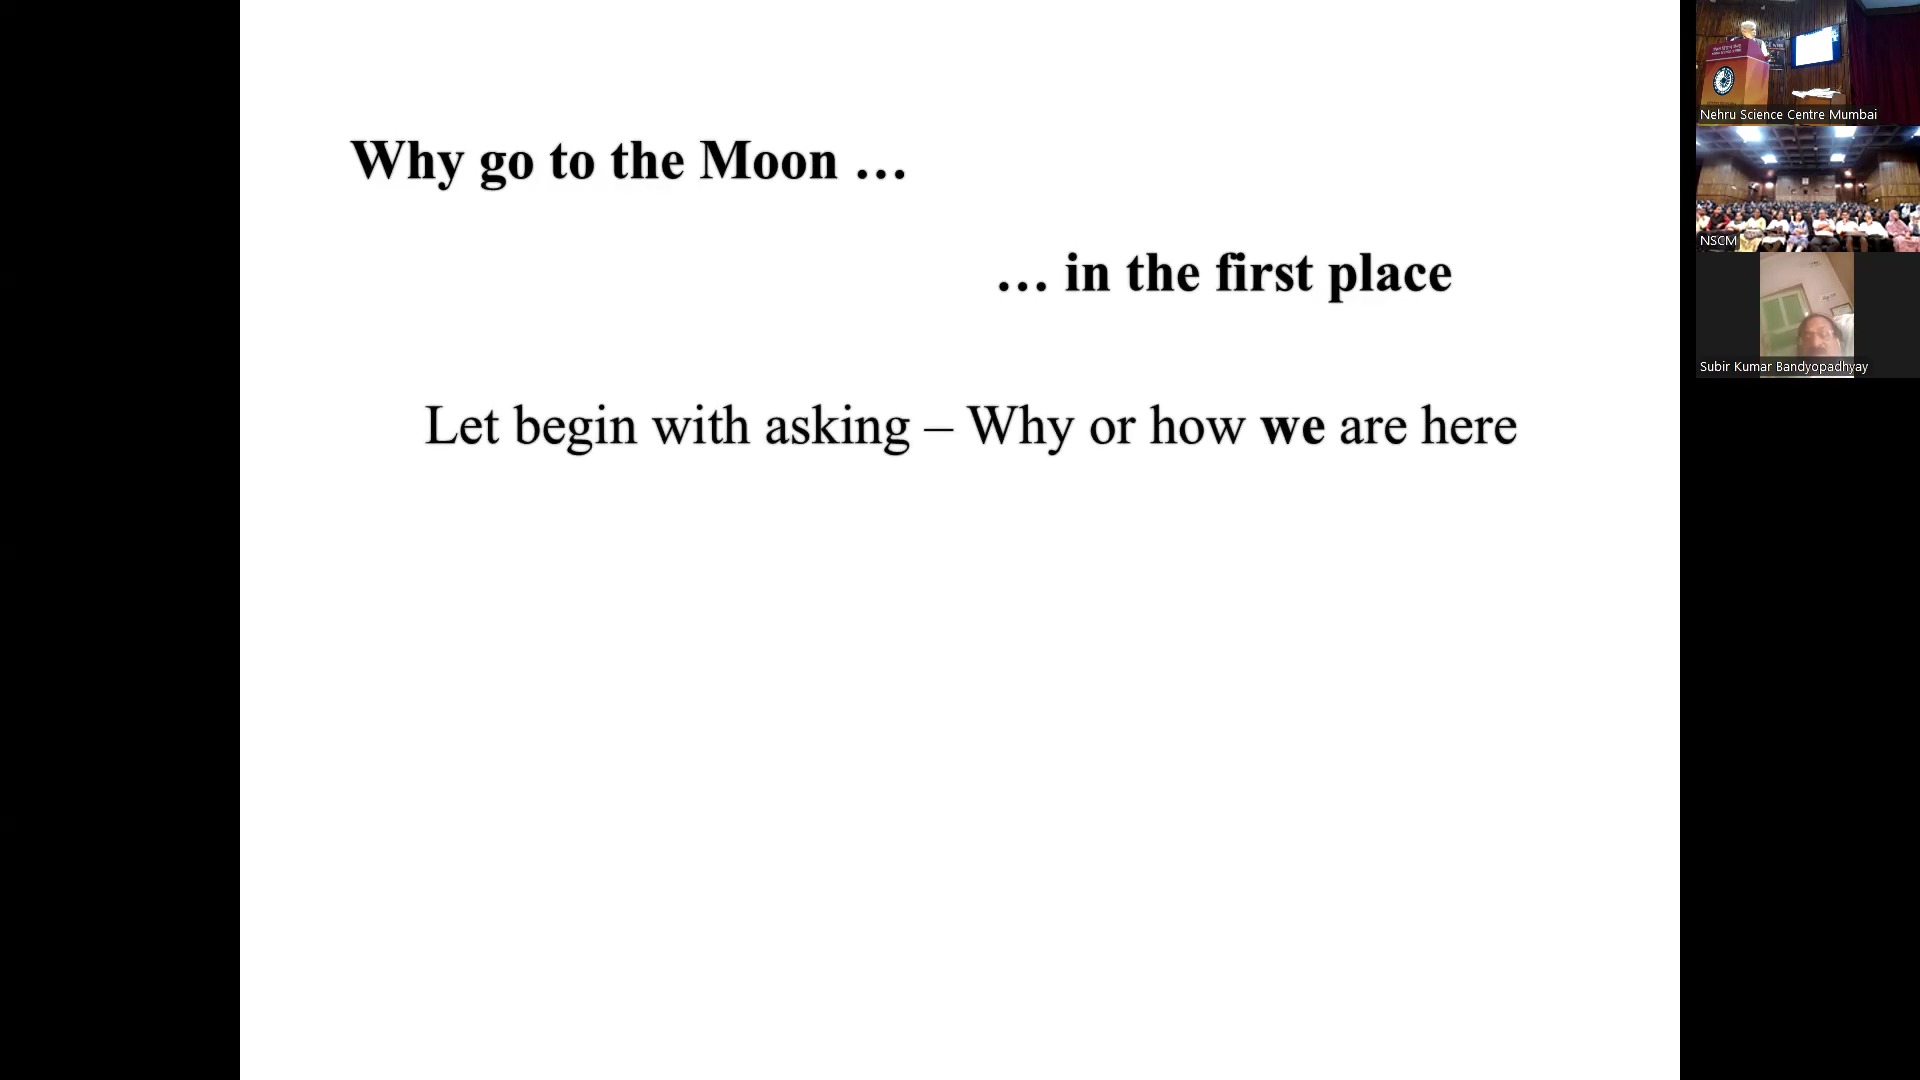 Why go to the Moon …
… in the first place
Let begin with asking – Why or how we are here
Nehru Science Centre Mumbai
NSCM
Subir Kumar Bandyopadhyay